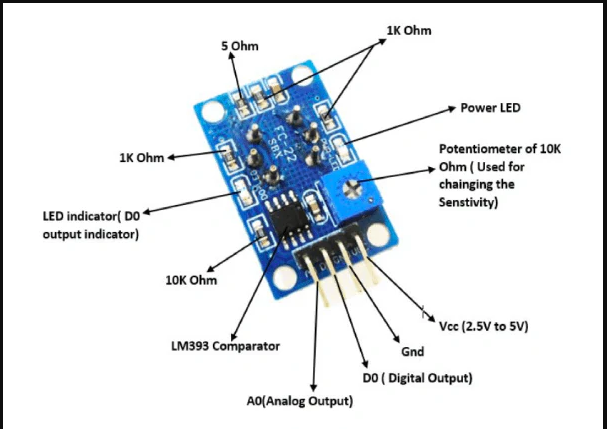 5 Ohm
1K Ohm
Power LED
Potentiometer of 10K
Ohm ( Used for
chainging the
Senstivity)
1K Ohm
LED indicator( D0
output indicator)
10K Ohm
FC-22
SBX
LM393 Comparator
Vcc (2.5V to 5V)
Gnd
D0 ( Digital Output)
A0(Analog Output)